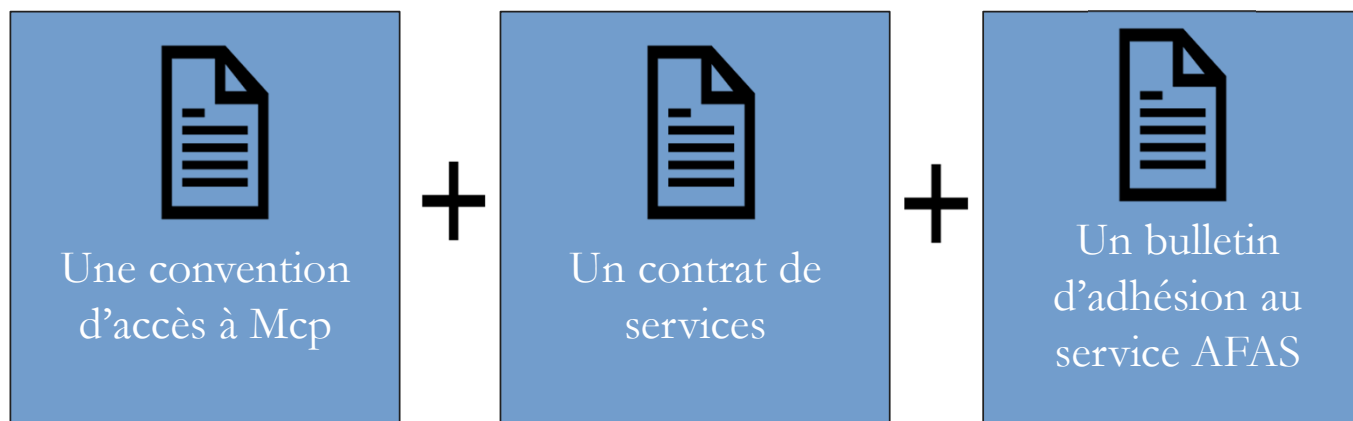 Une convention
d’accès à Mcp
+
Un contrat de
services
+
Un bulletin
d’adhésion au
service AFAS